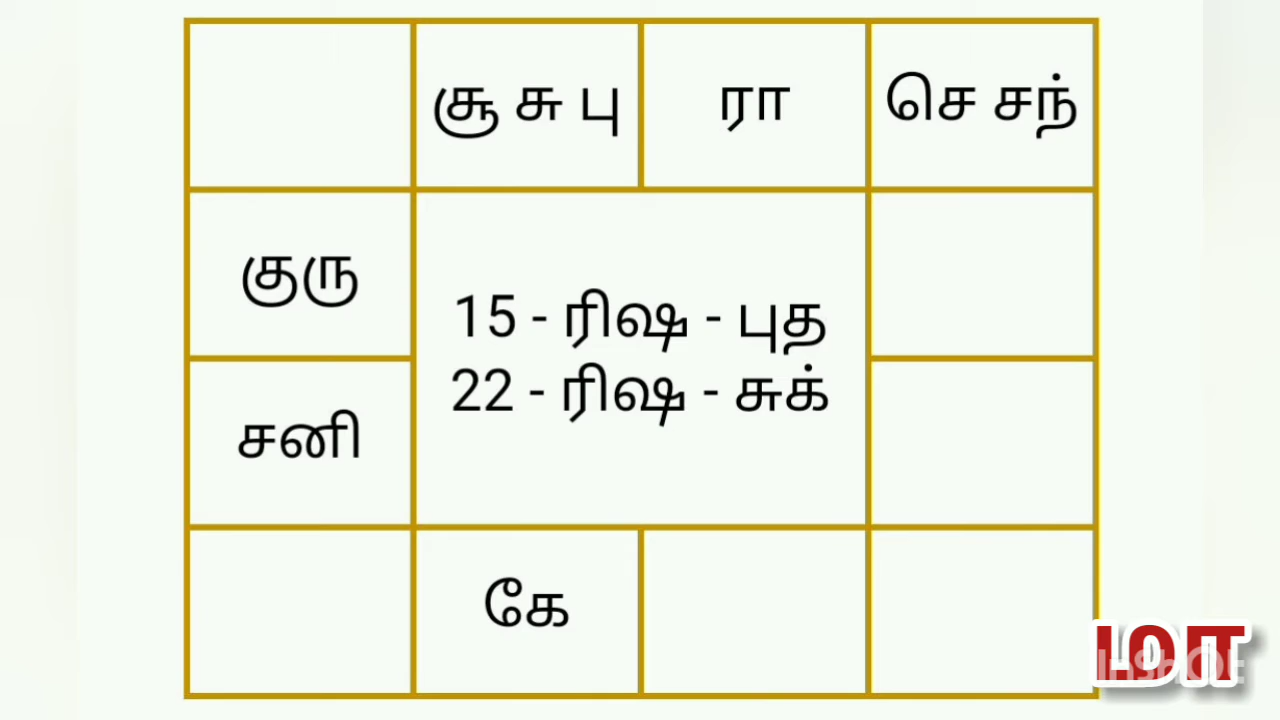 சூ சு பு
ரா
செ சந்
குரு
15 - ரிஷ - புத
22 - ரிஷ - சுக்
சனி
கே